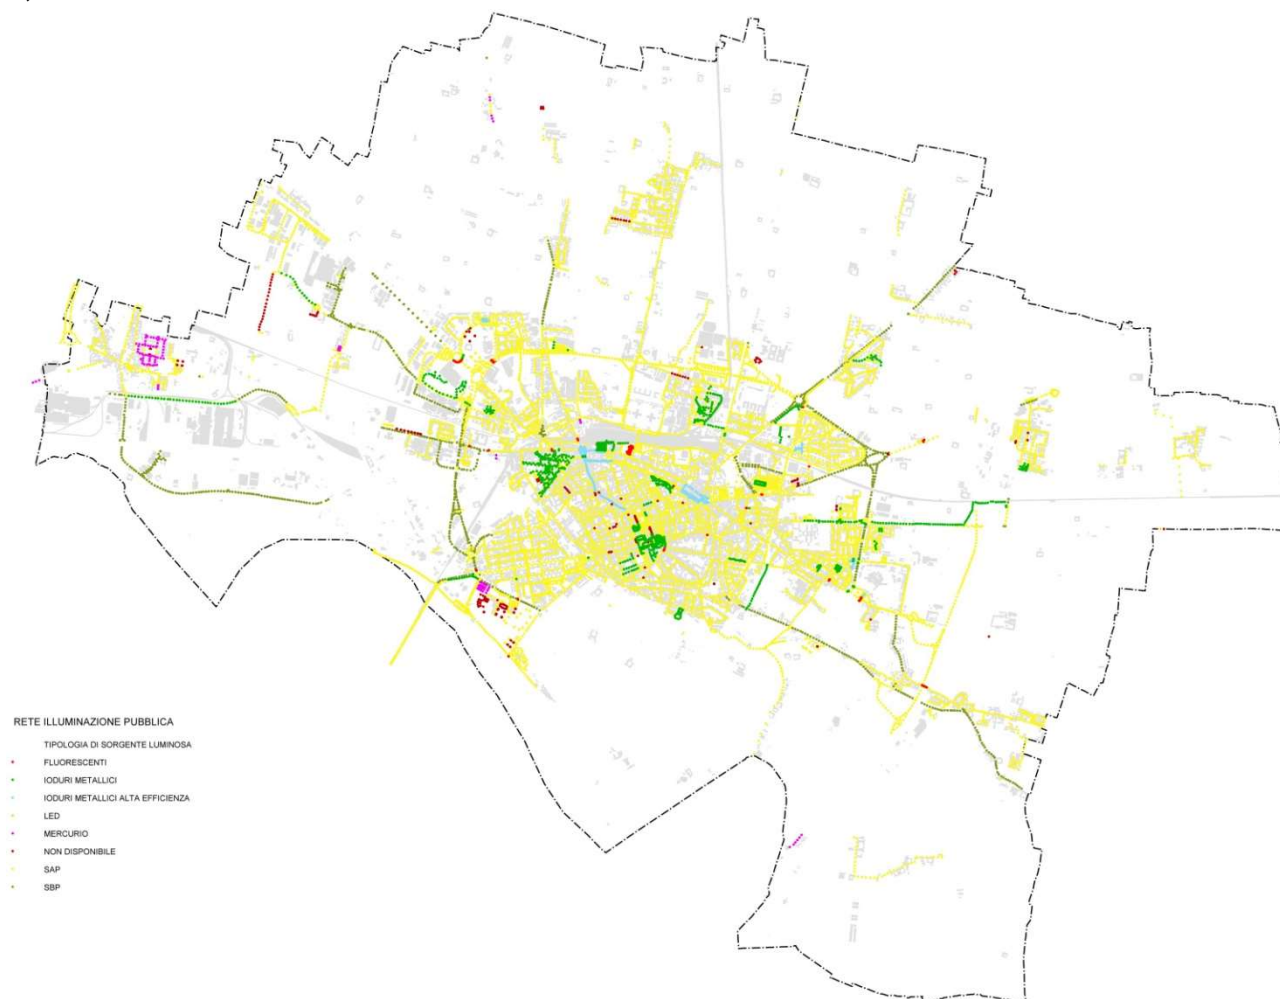 RETE ILLUMINAZIONE PUBBLICA
TIPOLOGIA DI SORGENTE LUMINOSA
FLUORESCENTI
IODURI METALLICI
IODURI METALLICI ALTA EFFICIENZA
LED
MERCURIO
NON DISPONIBILE
SAP
SBP